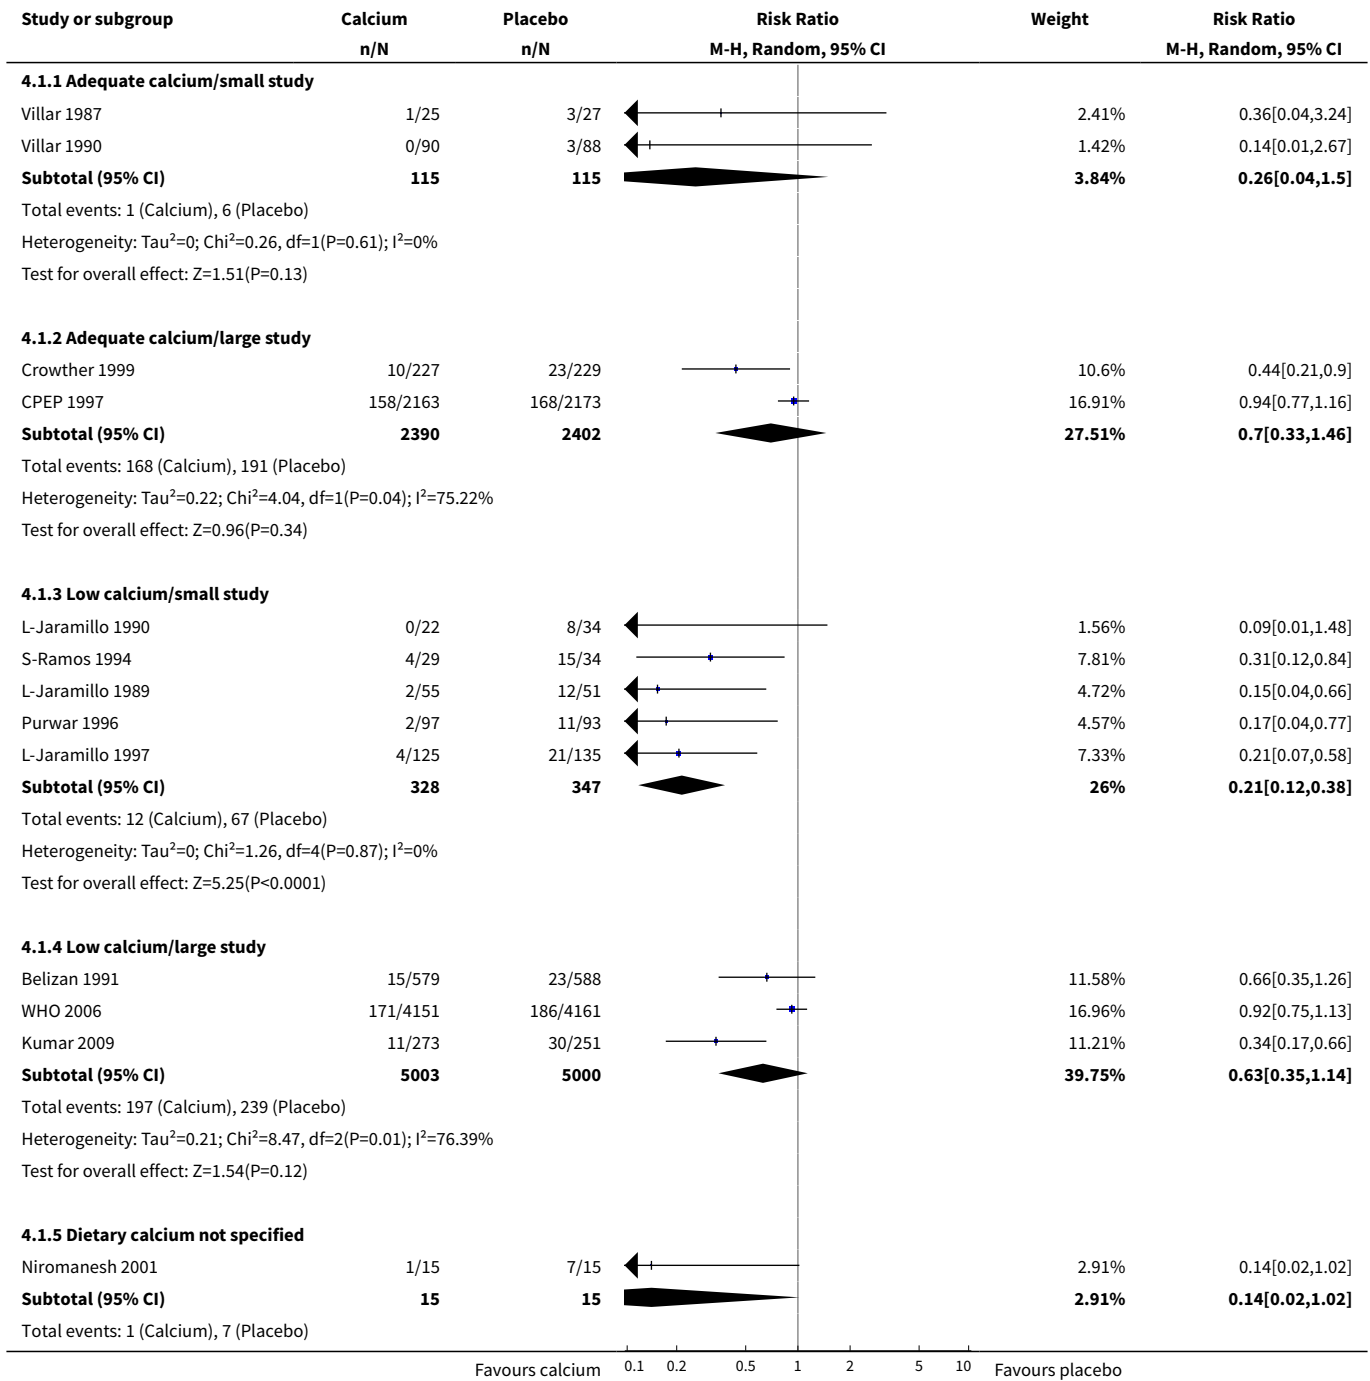 Study or subgroup Calcium Placebo Risk Ratio Weight Risk Ratio
n/N n/N M-H, Random, 95% CI M-H, Random, 95% CI
4.1.1 Adequate calcium/small study
Villar 1987 1/25 3/27 2.41% 0.36[0.04,3.24]
Villar 1990 0/90 3/88 1.42% 0.14[0.01,2.67]
Subtotal (95% CI) 115 115 3.84% 0.26[0.04,1.5]
Total events: 1 (Calcium), 6 (Placebo)
Heterogeneity: Tau²=0; Chi²=0.26, df=1(P=0.61); I²=0%
Test for overall effect: Z=1.51(P=0.13)
4.1.2 Adequate calcium/large study
Crowther 1999 10/227 23/229 10.6% 0.44[0.21,0.9]
CPEP 1997 158/2163 168/2173 16.91% 0.94[0.77,1.16]
Subtotal (95% CI) 2390 2402 27.51% 0.7[0.33,1.46]
Total events: 168 (Calcium), 191 (Placebo)
Heterogeneity: Tau²=0.22; Chi²=4.04, df=1(P=0.04); I²=75.22%
Test for overall effect: Z=0.96(P=0.34)
4.1.3 Low calcium/small study
L-Jaramillo 1990 0/22 8/34 1.56% 0.09[0.01,1.48]
S-Ramos 1994 4/29 15/34 7.81% 0.31[0.12,0.84]
L-Jaramillo 1989 2/55 12/51 4.72% 0.15[0.04,0.66]
Purwar 1996 2/97 11/93 4.57% 0.17[0.04,0.77]
L-Jaramillo 1997 4/125 21/135 7.33% 0.21[0.07,0.58]
Subtotal (95% CI) 328 347 26% 0.21[0.12,0.38]
Total events: 12 (Calcium), 67 (Placebo)
Heterogeneity: Tau²=0; Chi²=1.26, df=4(P=0.87); I²=0%
Test for overall effect: Z=5.25(P<0.0001)
4.1.4 Low calcium/large study
Belizan 1991 15/579 23/588 11.58% 0.66[0.35,1.26]
WHO 2006 171/4151 186/4161 16.96% 0.92[0.75,1.13]
Kumar 2009 11/273 30/251 11.21% 0.34[0.17,0.66]
Subtotal (95% CI) 5003 5000 39.75% 0.63[0.35,1.14]
Total events: 197 (Calcium), 239 (Placebo)
Heterogeneity: Tau²=0.21; Chi²=8.47, df=2(P=0.01); I²=76.39%
Test for overall effect: Z=1.54(P=0.12)
4.1.5 Dietary calcium not specified
Niromanesh 2001 1/15 7/15 2.91% 0.14[0.02,1.02]
Subtotal (95% CI) 15 15 2.91% 0.14[0.02,1.02]
Total events: 1 (Calcium), 7 (Placebo)
Favours calcium 0.1 0.2 0.5 1 2 5 10 Favours placebo